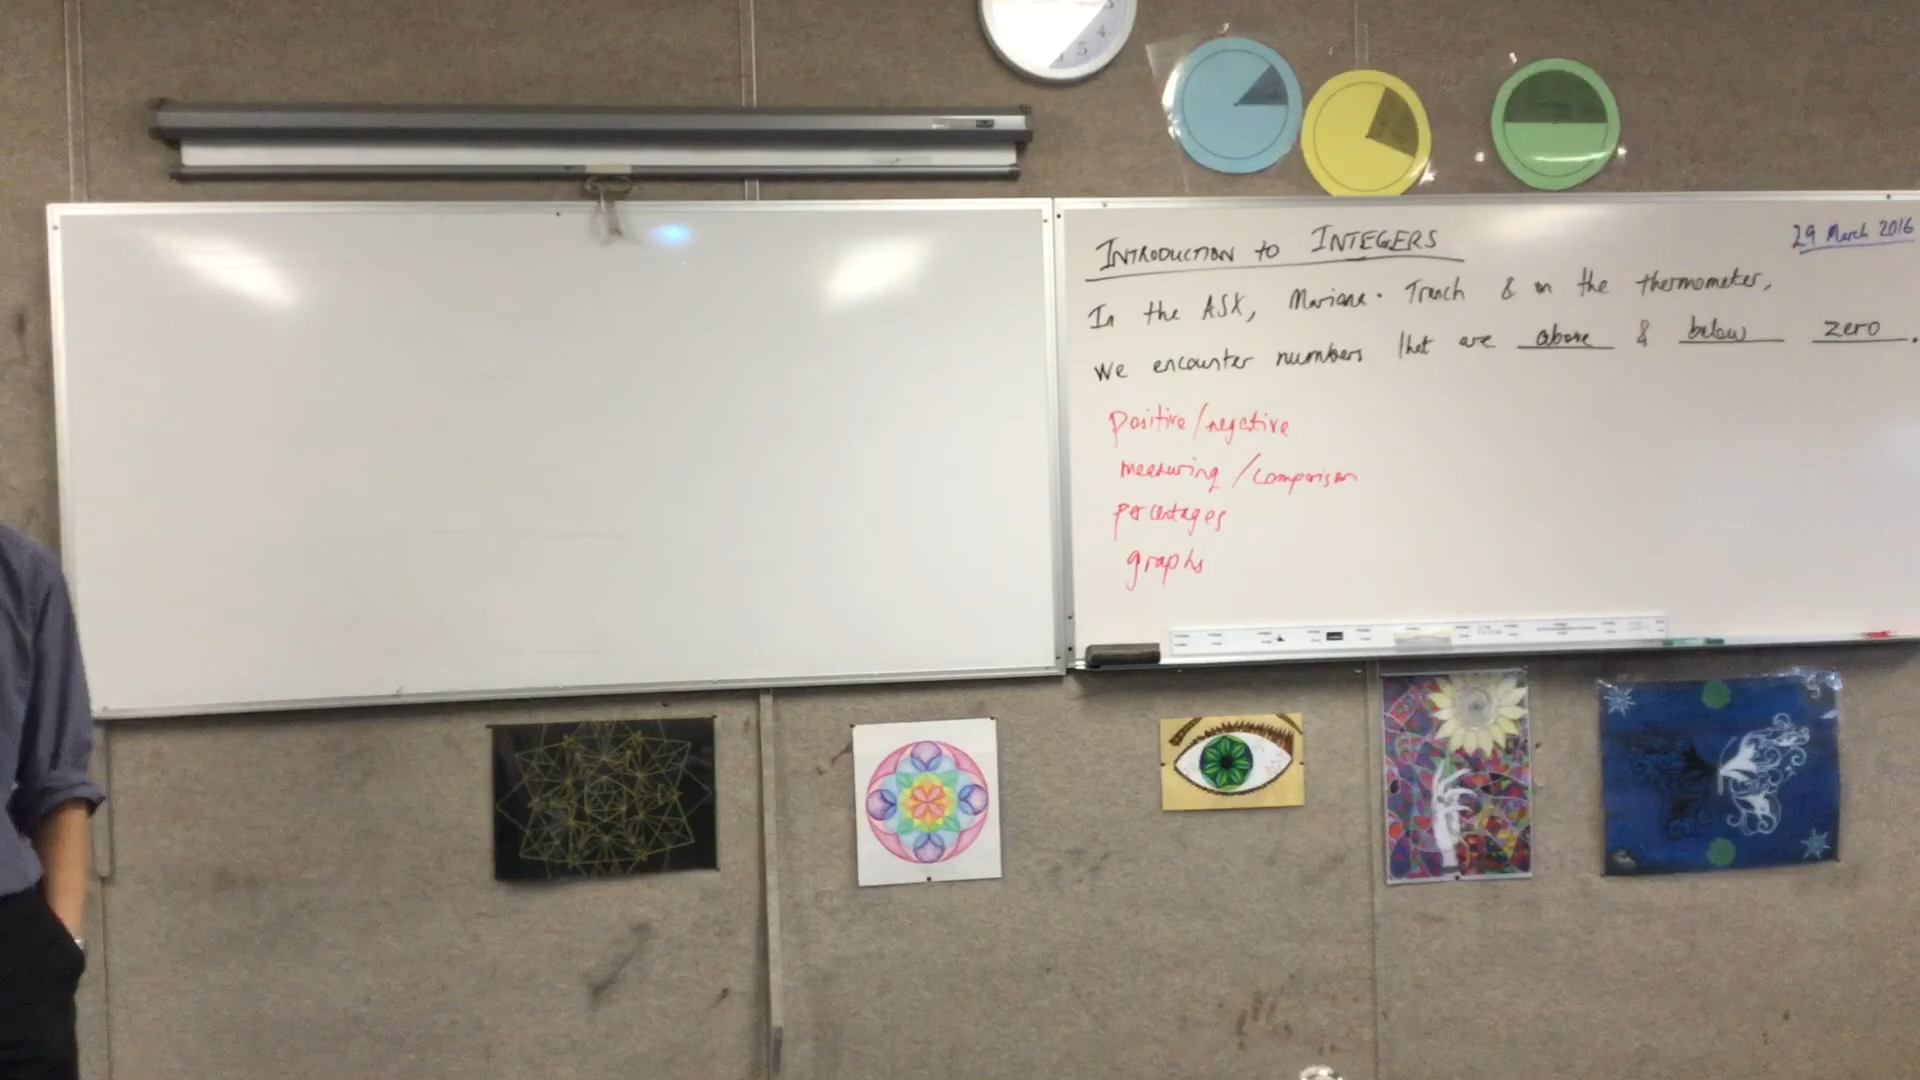 INTRODUCTION TO INTEGERS
29 March 2016
In the ASX, Mariana. Trench & on the thermometer,
we encounter numbers that are above & below zero.
positive/negative
measuring/comparison
percentages
graphs